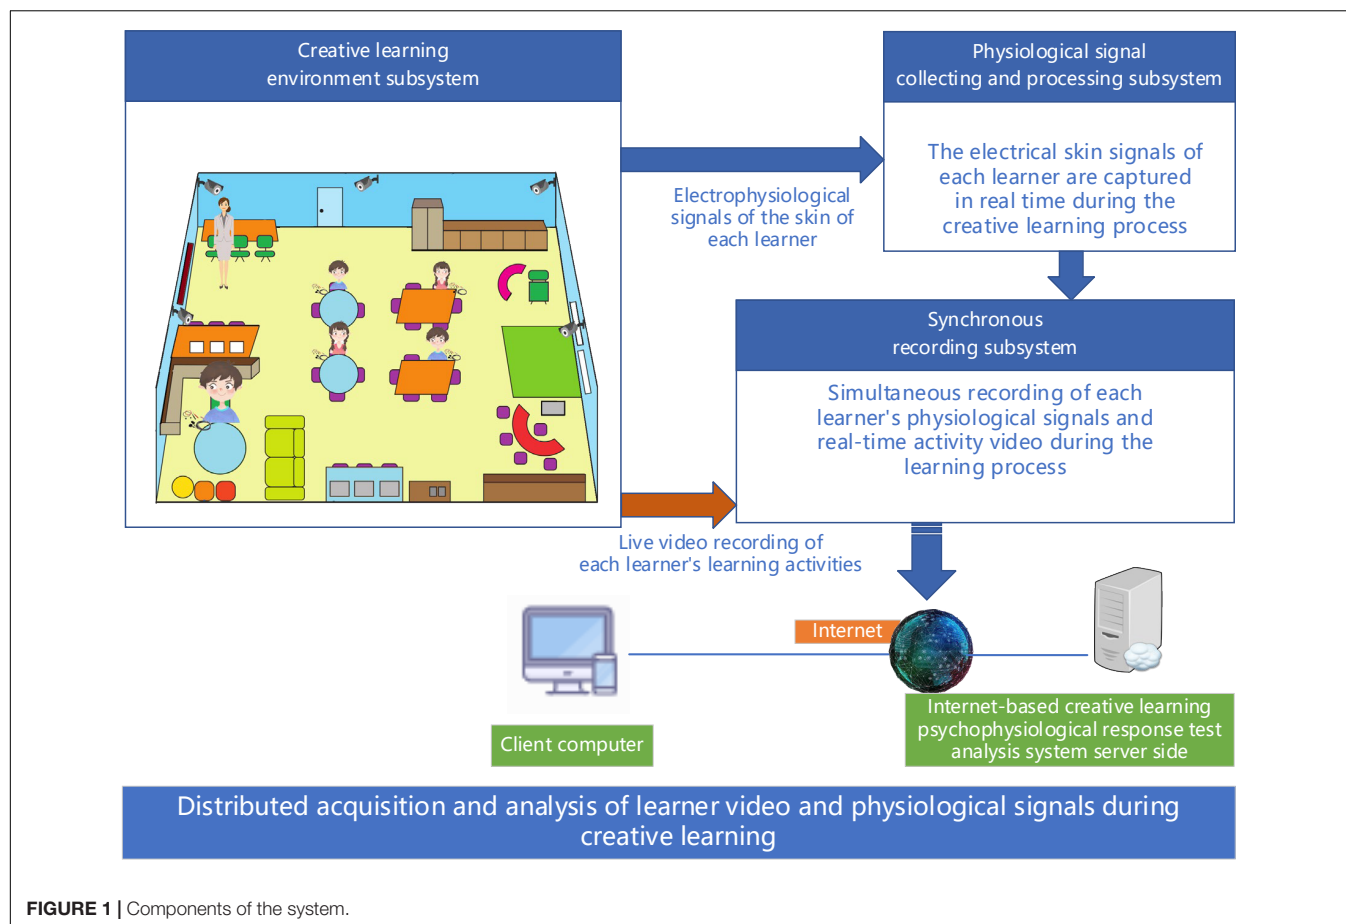 Creative learning
environment subsystem
Physiological signal
collecting and processing subsystem
The electrical skin signals of
each learner are captured
in real time during the
creative learning process
Electrophysiological
signals of the skin of
each learner
Synchronous
recording subsystem
Simultaneous recording of each
learner's physiological signals and
real-time activity video during the
learning process
Live video recording of
each learner's learning activities
Internet
Client computer
Internet-based creative learning
psychophysiological response test
analysis system server side
Distributed acquisition and analysis of learner video and physiological signals during
creative learning
FIGURE 1 | Components of the system.